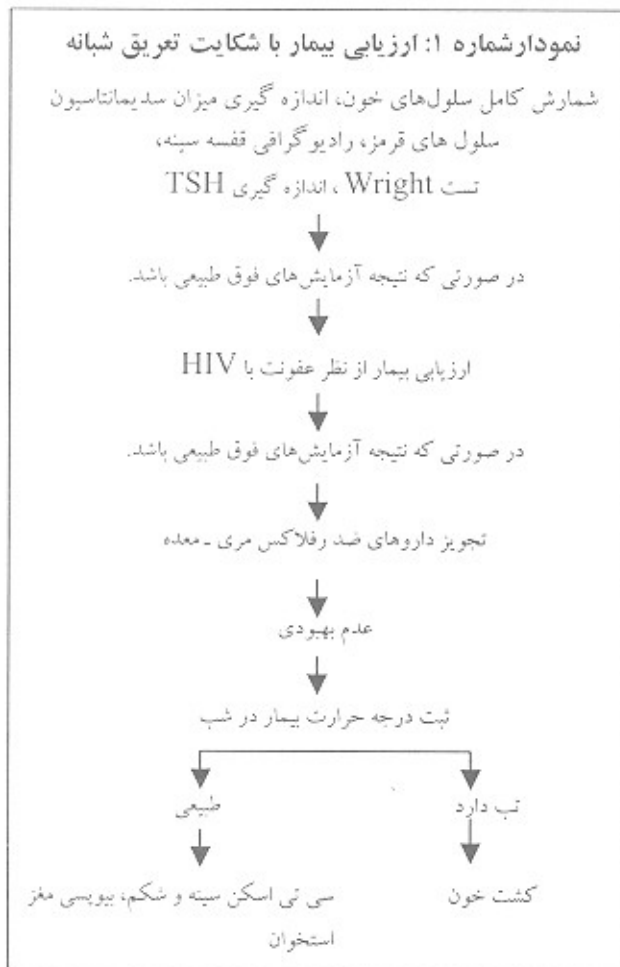 نمودارشماره ۱: ارزیابی بیمار با شکایت تعریق شبانه
شمارش کامل سلول‌های خون، اندازه گیری میزان سدیمانتاسیون
سلول های قرمز، رادیوگرافی قفسه سینه،
تست Wright ، اندازه گیری TSH
در صورتی که نتیجه آزمایش‌های فوق طبیعی باشد.
ارزیابی بیمار از نظر عفونت با HIV
در صورتی که نتیجه آزمایش‌های فوق طبیعی باشد.
تجویز داروهای ضد رفلاکس مری ـ معده
عدم بهبودی
ثبت درجه حرارت بیمار در شب
تب دارد
طبیعی
کشت خون
سی تی اسکن سینه و شکم، بیوپسی مغز
استخوان